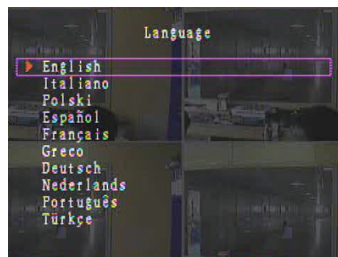 Language
English
Italiano
Polski
Español
Français
Greco
Deutsch
Nederlands
Português
Türkçe